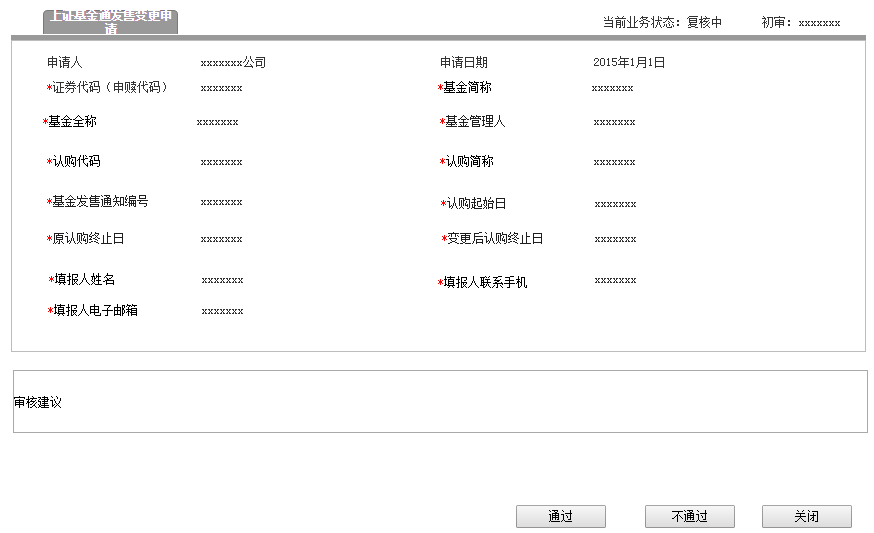 上证基金通发售变更申
请
当前业务状态：复核中 初审：xxxxxxx
申请人 xxxxxxx公司 申请日期 2015年1月1日
*证券代码（申赎代码） xxxxxxx *基金简称 xxxxxxx
*基金全称 xxxxxxx *基金管理人 xxxxxxx
*认购代码 xxxxxxx *认购简称 xxxxxxx
*基金发售通知编号 xxxxxxx *认购起始日 xxxxxxx
*原认购终止日 xxxxxxx *变更后认购终止日 xxxxxxx
*填报人姓名 xxxxxxx *填报人联系手机 xxxxxxx
*填报人电子邮箱 xxxxxxx
审核建议
通过 不通过 关闭